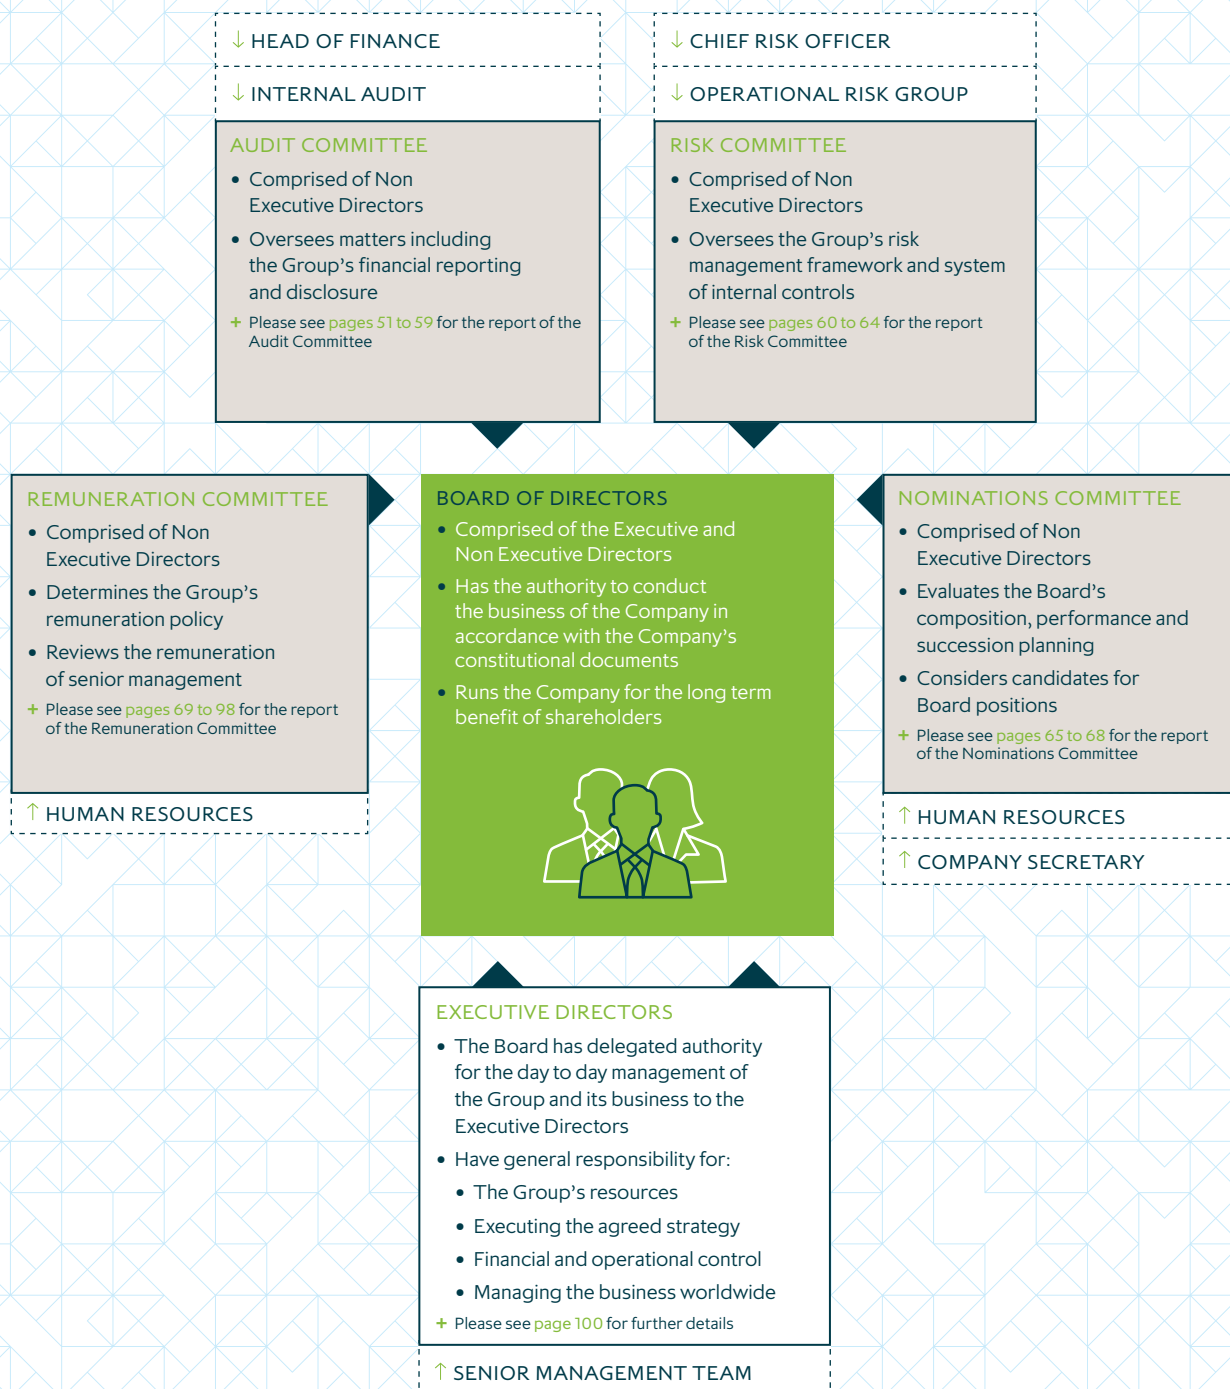 ↓ HEAD OF FINANCE
↓ INTERNAL AUDIT
AUDIT COMMITTEE
• Comprised of Non
Executive Directors
• Oversees matters including
the Group's financial reporting
and disclosure
+ Please see pages 51 to 59 for the report of the
Audit Committee
↓ CHIEF RISK OFFICER
↓ OPERATIONAL RISK GROUP
RISK COMMITTEE
• Comprised of Non
Executive Directors
• Oversees the Group's risk
management framework and system
of internal controls
+ Please see pages 60 to 64 for the report
of the Risk Committee
REMUNERATION COMMITTEE
• Comprised of Non
Executive Directors
• Determines the Group's
remuneration policy
• Reviews the remuneration
of senior management
+ Please see pages 69 to 98 for the report
of the Remuneration Committee
↑ HUMAN RESOURCES
BOARD OF DIRECTORS
• Comprised of the Executive and
Non Executive Directors
• Has the authority to conduct
the business of the Company in
accordance with the Company's
constitutional documents
• Runs the Company for the long term
benefit of shareholders
NOMINATIONS COMMITTEE
• Comprised of Non
Executive Directors
• Evaluates the Board's
composition, performance and
succession planning
• Considers candidates for
Board positions
+ Please see pages 65 to 68 for the report
of the Nominations Committee
↑ HUMAN RESOURCES
↑ COMPANY SECRETARY
EXECUTIVE DIRECTORS
• The Board has delegated authority
for the day to day management of
the Group and its business to the
Executive Directors
• Have general responsibility for:
• The Group's resources
• Executing the agreed strategy
• Financial and operational control
• Managing the business worldwide
+ Please see page 100 for further details
↑ SENIOR MANAGEMENT TEAM